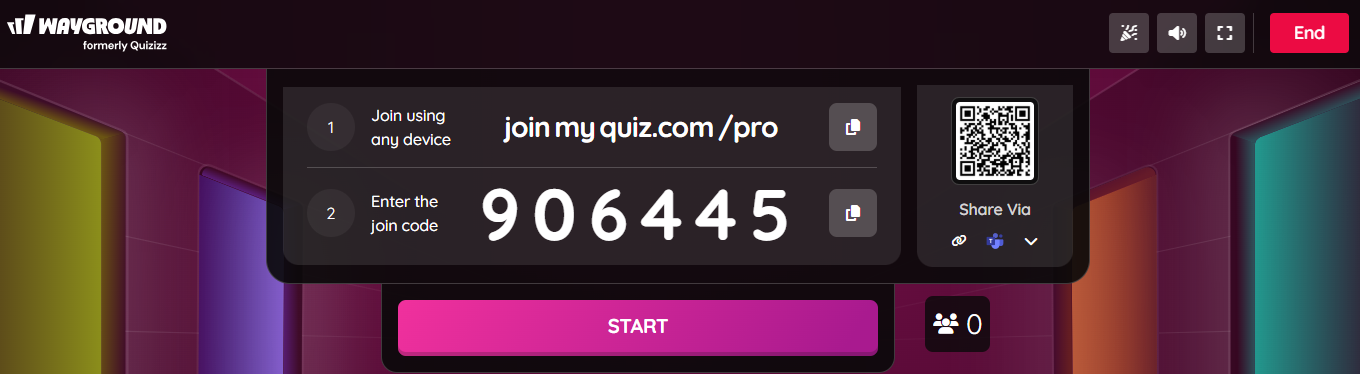 WAYGROUND
formerly Quizizz
End
1
Join using
any device
join my quiz.com /pro
2
Enter the
join code
906445
Share Via
START
0